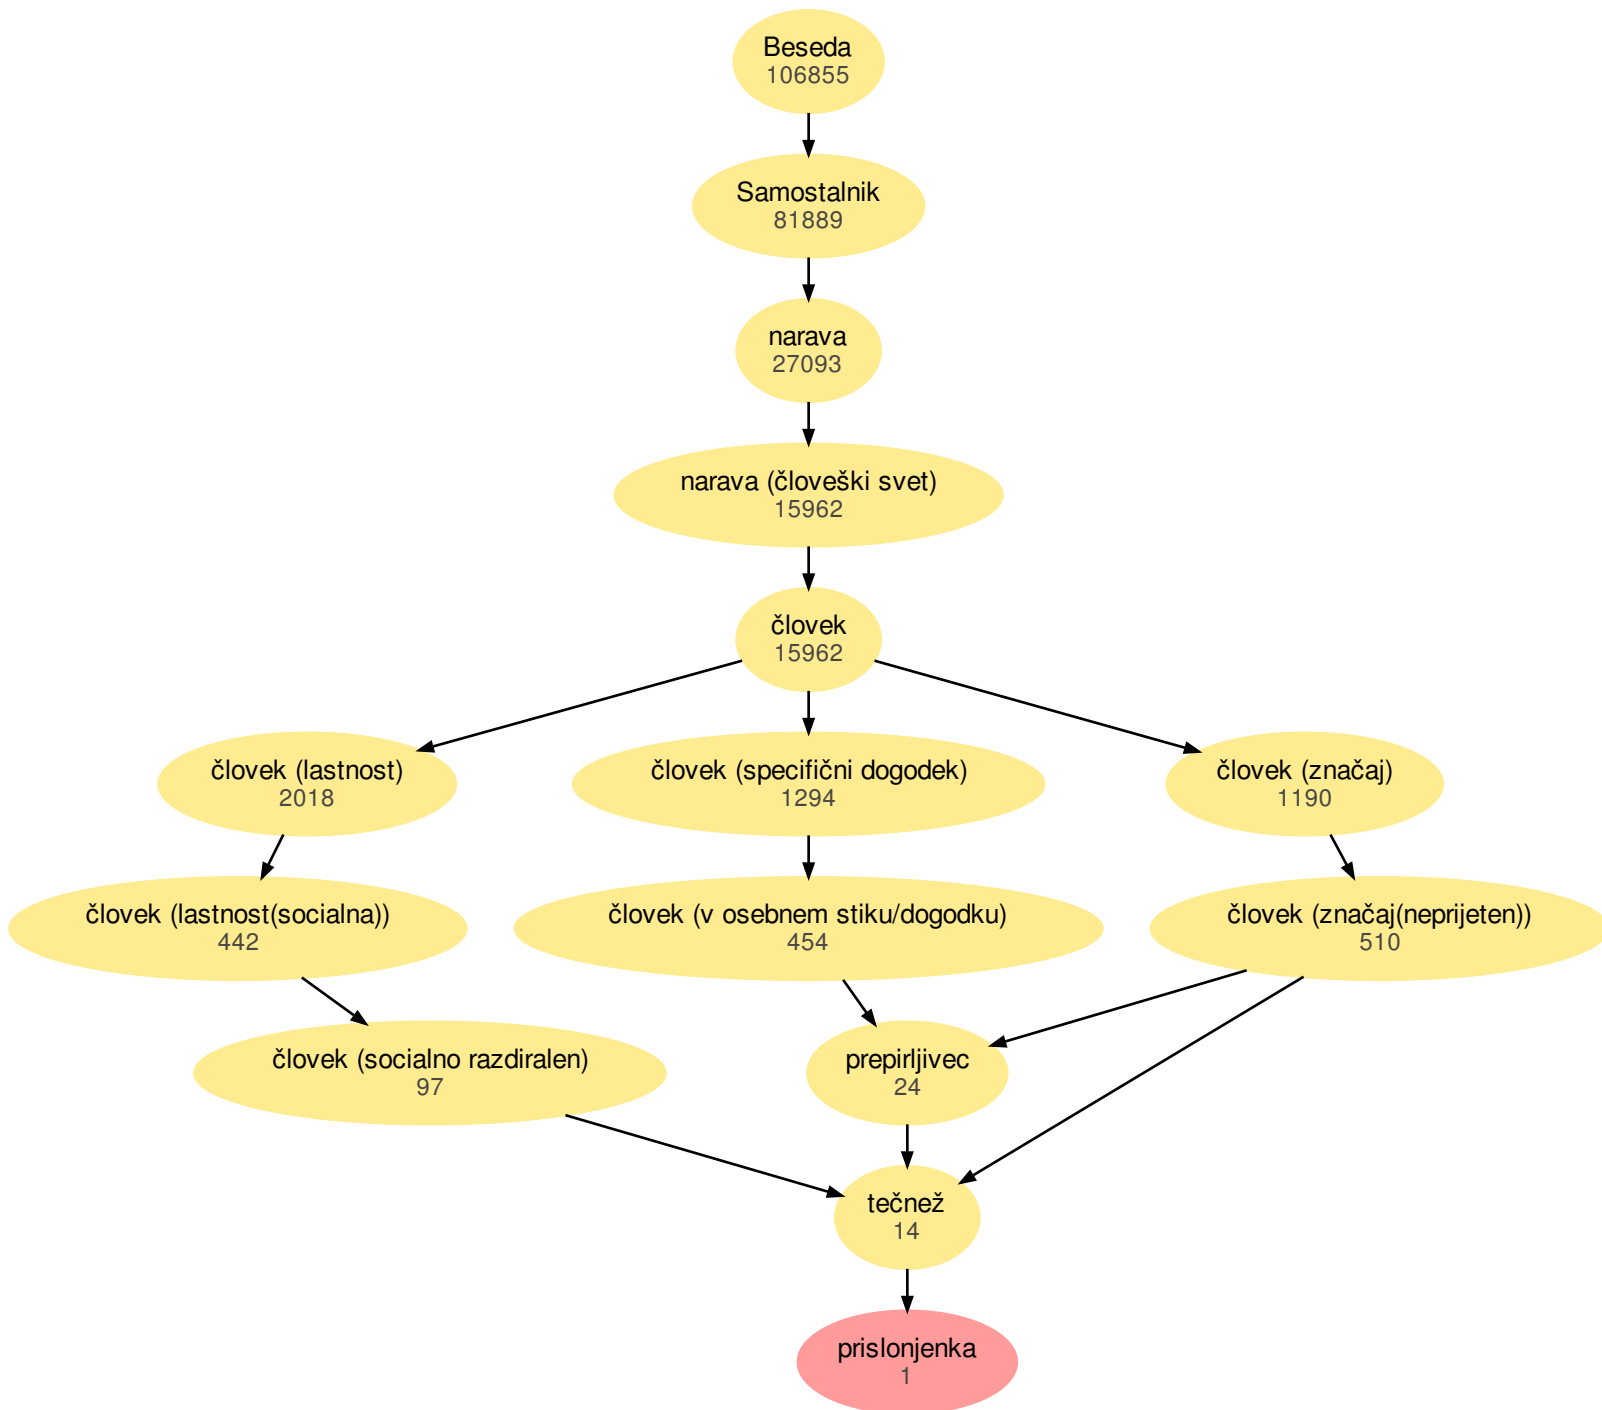 Beseda
106855
Samostalnik
81889
narava
27093
narava (človeški svet)
15962
človek
15962
človek (lastnost)
2018
človek (specifični dogodek)
1294
človek (značaj)
1190
človek (lastnost(socialna))
442
človek (v osebnem stiku/dogodku)
454
človek (značaj(neprijeten))
510
človek (socialno razdiralen)
97
prepirljivec
24
tečnež
14
prislonjenka
1